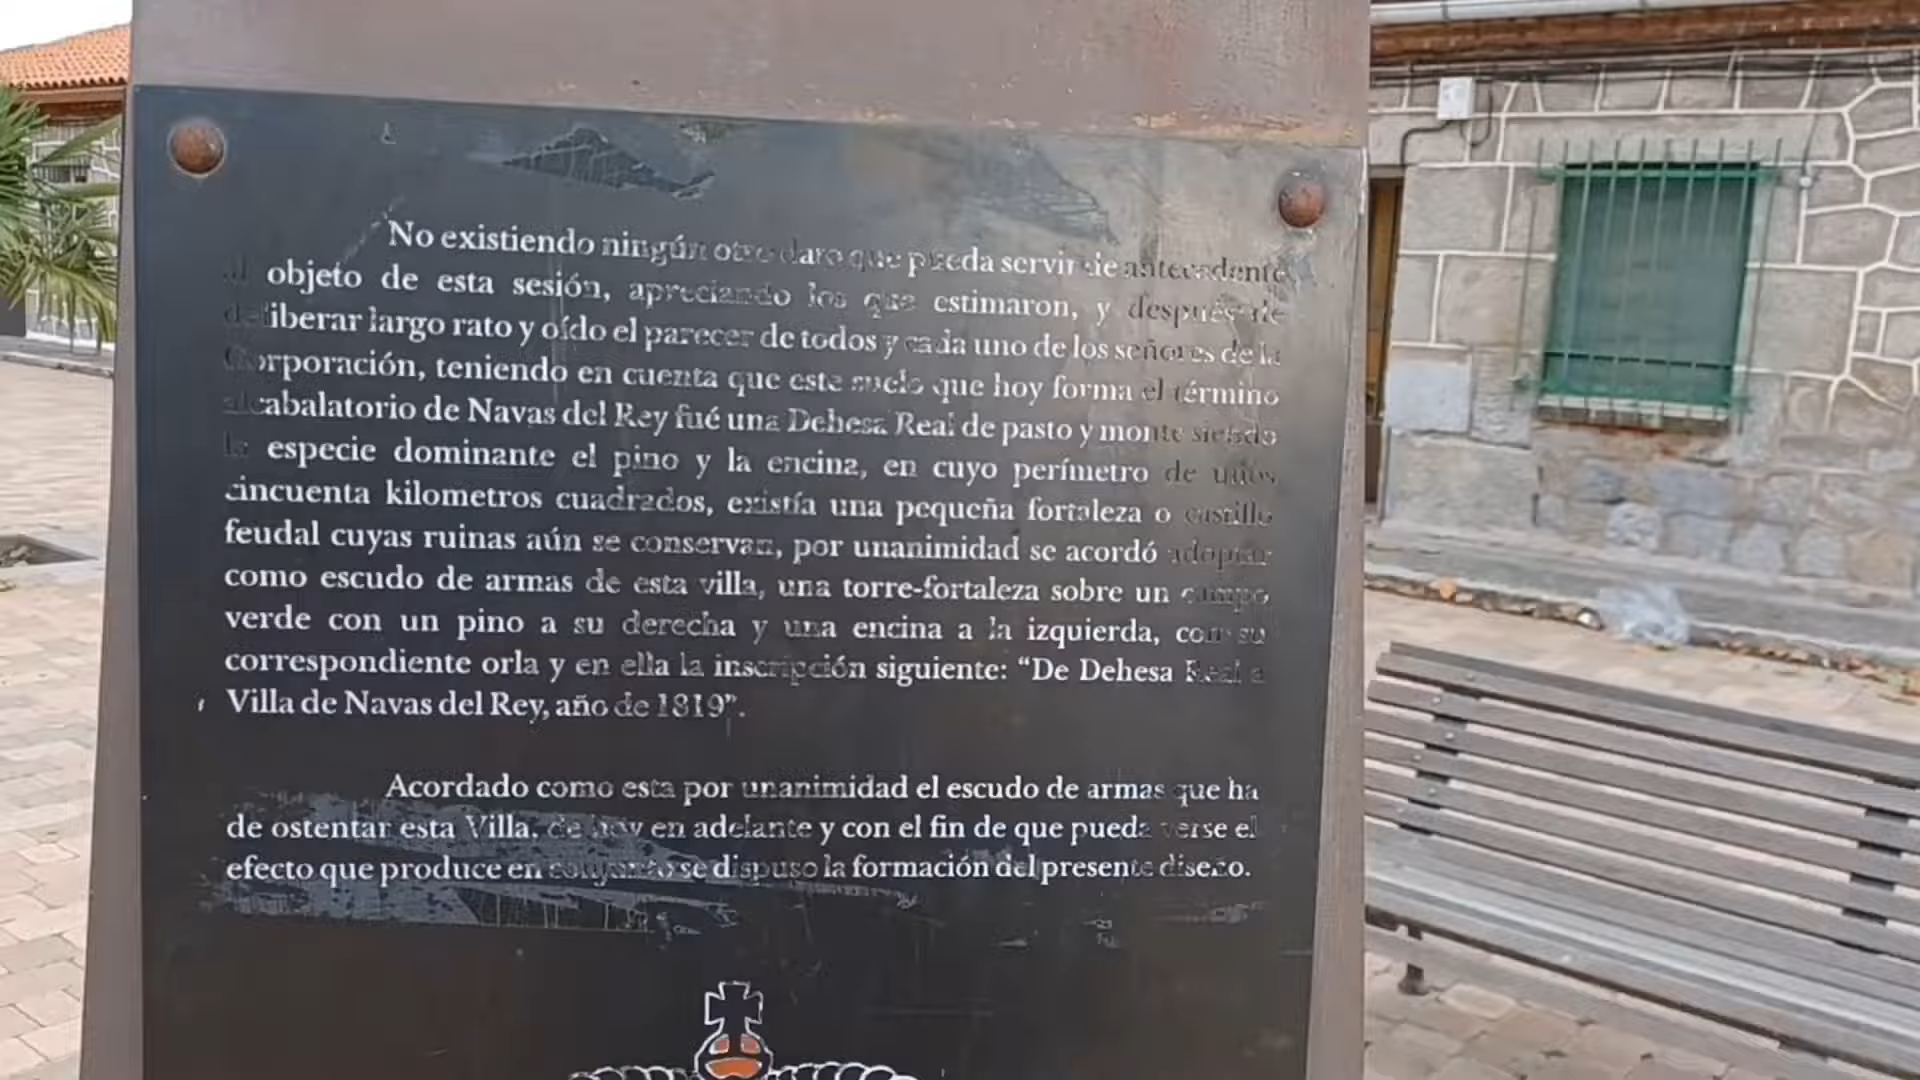 No existiendo ningún otro dato que pueda servir de antecedente
al objeto de esta sesión, apreciando los que estimaron, y después de
deliberar largo rato y oído el parecer de todos y cada uno de los señores de la
Corporación, teniendo en cuenta que este suelo que hoy forma el término
alcabalatorio de Navas del Rey fué una Dehesa Real de pasto y monte siendo
la especie dominante el pino y la encina, en cuyo perímetro de unos
cincuenta kilometros cuadrados, existía una pequeña fortaleza o castillo
feudal cuyas ruinas aún se conservan, por unanimidad se acordó adoptar
como escudo de armas de esta villa, una torre-fortaleza sobre un campo
verde con un pino a su derecha y una encina a la izquierda, con su
correspondiente orla y en ella la inscripción siguiente: “De Dehesa Real a
Villa de Navas del Rey, año de 1819”.
Acordado como esta por unanimidad el escudo de armas que ha
de ostentar esta Villa, de hoy en adelante y con el fin de que pueda verse el
efecto que produce en conjunto se dispuso la formación del presente diseño.